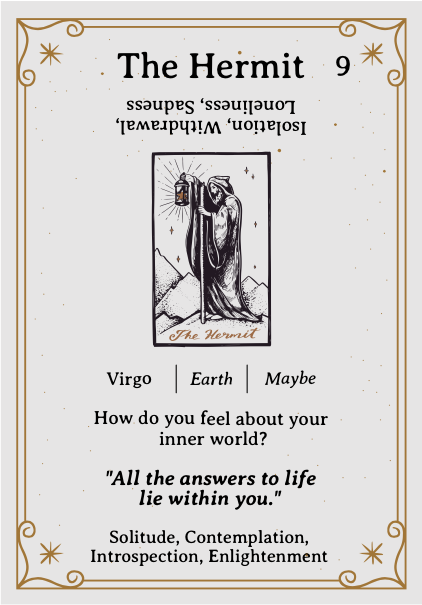 The Hermit 9
Isolation, Withdrawal,
Loneliness, Sadness
The Hermit
Virgo | Earth | Maybe
How do you feel about your
inner world?
"All the answers to life
lie within you."
Solitude, Contemplation,
Introspection, Enlightenment